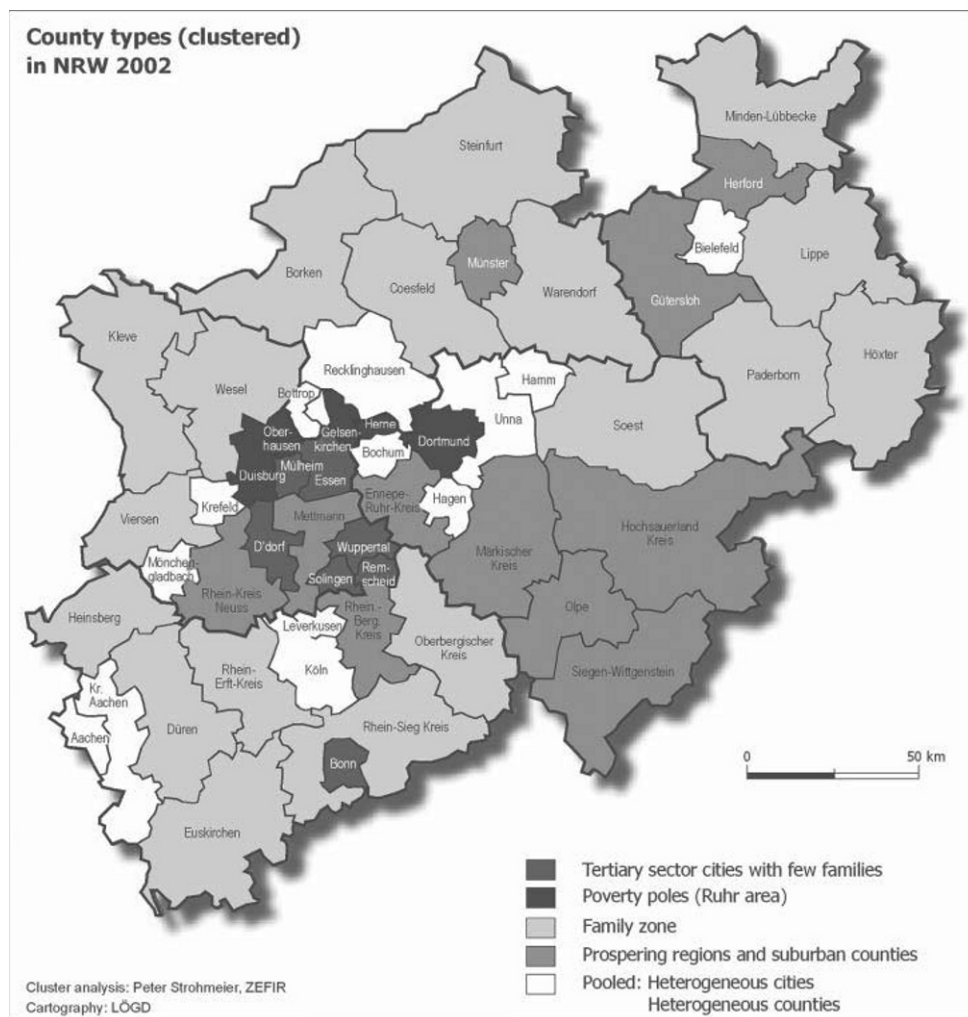 County types (clustered)
in NRW 2002
Minden-Lübbecke
Steinfurt
Herford
Bielefeld
Lippe
Münster
Borken
Coesfeld
Warendorf
Gütersloh
Kleve
Höxter
Recklinghausen
Paderborn
Wesel
Hamm
Bottrop
Unna
Soest
Ober-
hausen
Gelsen-
kirchen
Herne
Dortmund
Bochum
Mülheim
Duisburg
Essen
Ennepe-
Ruhr-Kreis
Hagen
Krefeld
Mettmann
Viersen
Hochsauerland
Kreis
D'dorf
Wuppertal
Märkischer
Kreis
Mönchen-
gladbach
Solingen
Rem-
scheid
Rhein-Kreis
Neuss
Rhein.-
Berg.
Kreis
Olpe
Heinsberg
Leverkusen
Oberbergischer
Kreis
Köln
Rhein-
Erft-Kreis
Siegen-Wittgenstein
Kr.
Aachen
Aachen
Düren
Rhein-Sieg Kreis
Bonn
0 50 km
Euskirchen
Tertiary sector cities with few families
Poverty poles (Ruhr area)
Family zone
Prospering regions and suburban counties
Pooled: Heterogeneous cities
Heterogeneous counties
Cluster analysis: Peter Strohmeier, ZEFIR
Cartography: LÖGD